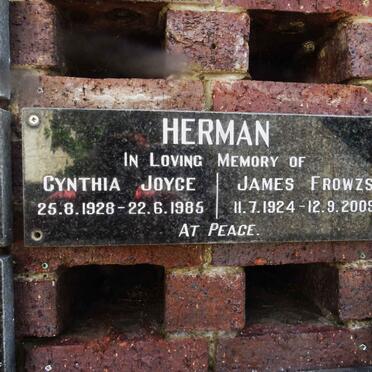 HERMAN
IN LOVING MEMORY OF
CYNTHIA JOYCE JAMES FROWZS
25.8.1928-22.6.1985 11.7.1924-12.9.2009
AT PEACE.